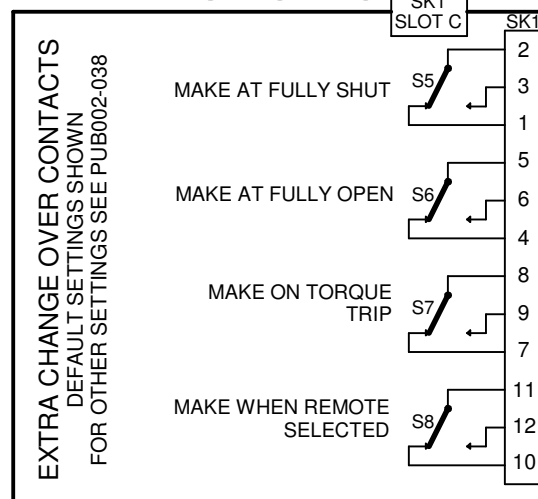 SK1
SLOT C
SK1
EXTRA CHANGE OVER CONTACTS
DEFAULT SETTINGS SHOWN
FOR OTHER SETTINGS SEE PUB002-038
MAKE AT FULLY SHUT
S5
2
3
1
MAKE AT FULLY OPEN
S6
5
6
4
MAKE ON TORQUE
TRIP
S7
8
9
7
MAKE WHEN REMOTE
SELECTED
S8
11
12
10